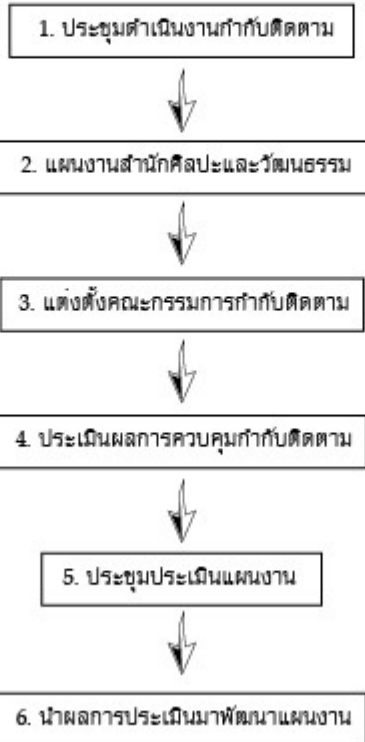 1. ประชุมดำเนินงานกำกับติดตาม
2. แผนงานสำนักศิลปะและวัฒนธรรม
3. แต่งตั้งคณะกรรมการกำกับติดตาม
4. ประเมินผลการควบคุมกำกับติดตาม
5. ประชุมประเมินแผนงาน
6. นำผลการประเมินมาพัฒนาแผนงาน